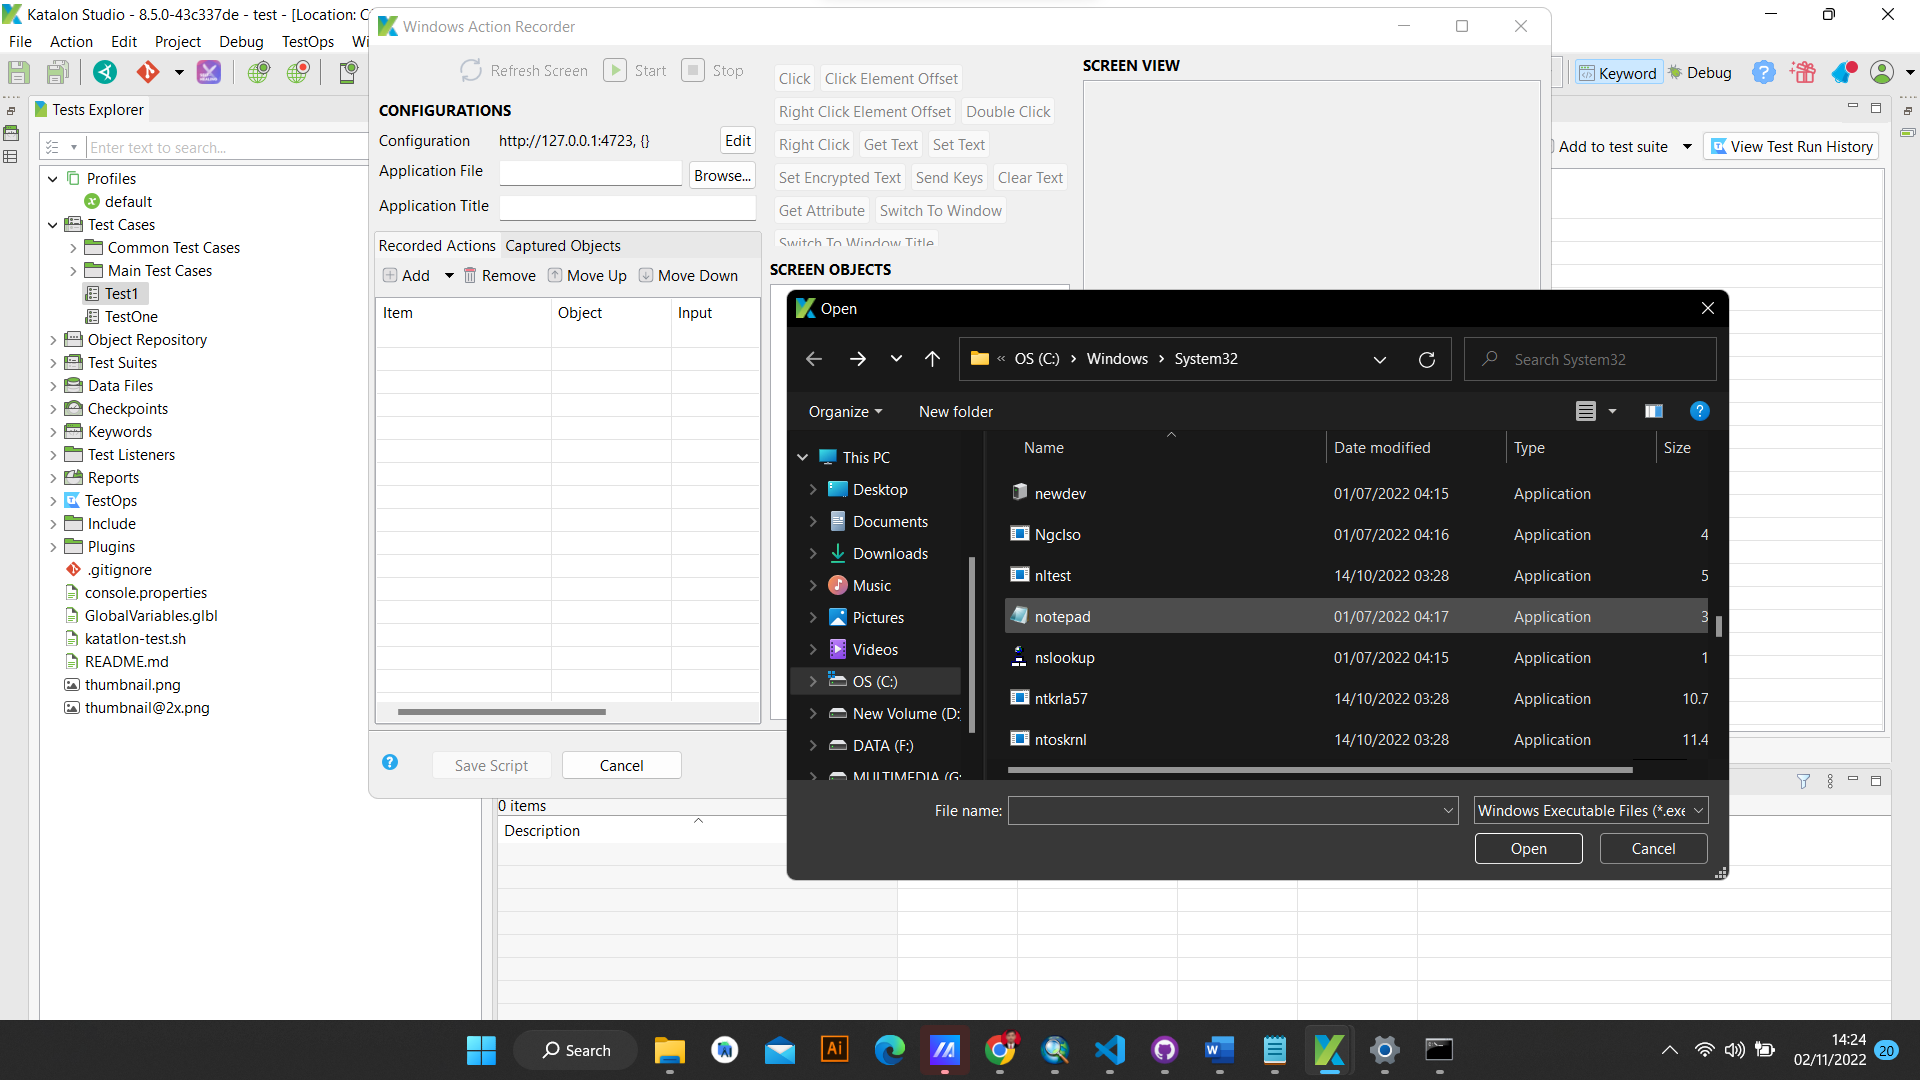 Katalon Studio - 8.5.0-43c337de - test - [Location: C
File Action Edit Project Debug TestOps Wi
Tests Explorer
Enter text to search...
Profiles
default
Test Cases
Common Test Cases
Main Test Cases
Test1
TestOne
Object Repository
Test Suites
Data Files
Checkpoints
Keywords
Test Listeners
Reports
TestOps
Include
Plugins
.gitignore
console.properties
GlobalVariables.glbl
katatlon-test.sh
README.md
thumbnail.png
thumbnail@2x.png
Windows Action Recorder
Refresh Screen Start Stop
CONFIGURATIONS
Configuration http://127.0.0.1:4723, {} Edit
Application File Browse...
Application Title
Recorded Actions Captured Objects
Add Remove Move Up Move Down
Item Object Input
Save Script Cancel
Click Click Element Offset
Right Click Element Offset Double Click
Right Click Get Text Set Text
Set Encrypted Text Send Keys Clear Text
Get Attribute Switch To Window
Switch To Window Title
SCREEN OBJECTS
SCREEN VIEW
Keyword Debug
Add to test suite View Test Run History
Open
« OS (C:) > Windows > System32
Search System32
Organize New folder
This PC
Desktop
Documents
Downloads
Music
Pictures
Videos
OS (C:)
New Volume (D:
DATA (F:)
MULTIMEDIA (G:
Name Date modified Type Size
newdev 01/07/2022 04:15 Application
NgcIso 01/07/2022 04:16 Application 4
nltest 14/10/2022 03:28 Application 5
notepad 01/07/2022 04:17 Application 3
nslookup 01/07/2022 04:15 Application 1
ntkrla57 14/10/2022 03:28 Application 10.7
ntoskrnl 14/10/2022 03:28 Application 11.4
File name: Windows Executable Files (*.exe
Open Cancel
0 items
Description
Search
Ai
14:24
02/11/2022 20